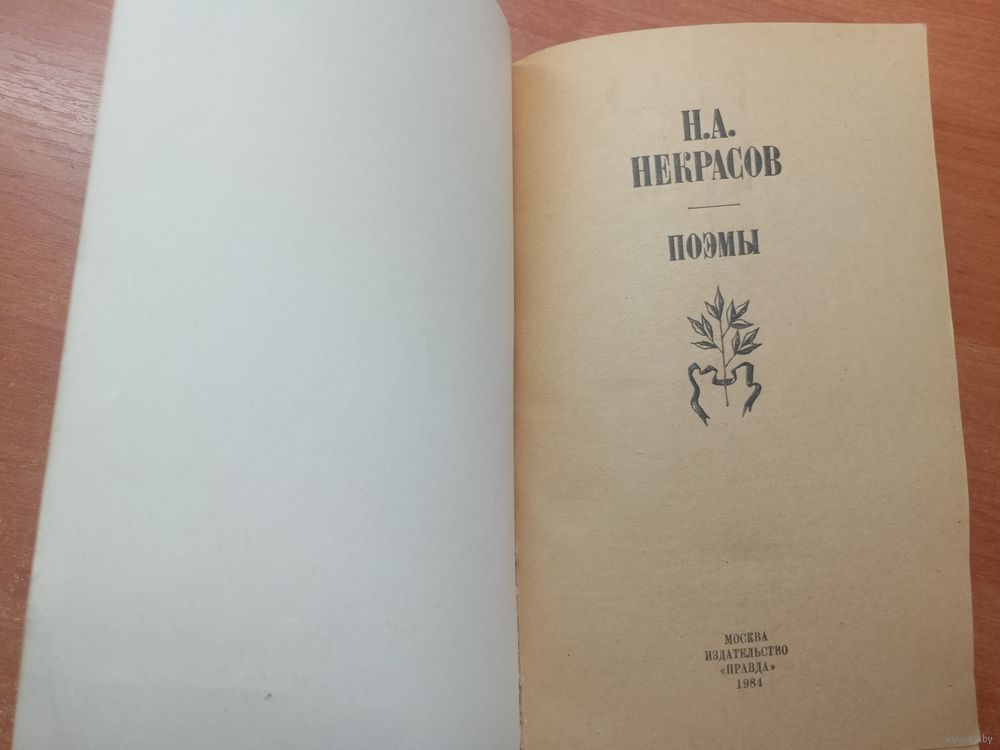 Н.А.
НЕКРАСОВ
ПОЭМЫ
МОСКВА
ИЗДАТЕЛЬСТВО
«ПРАВДА»
1984